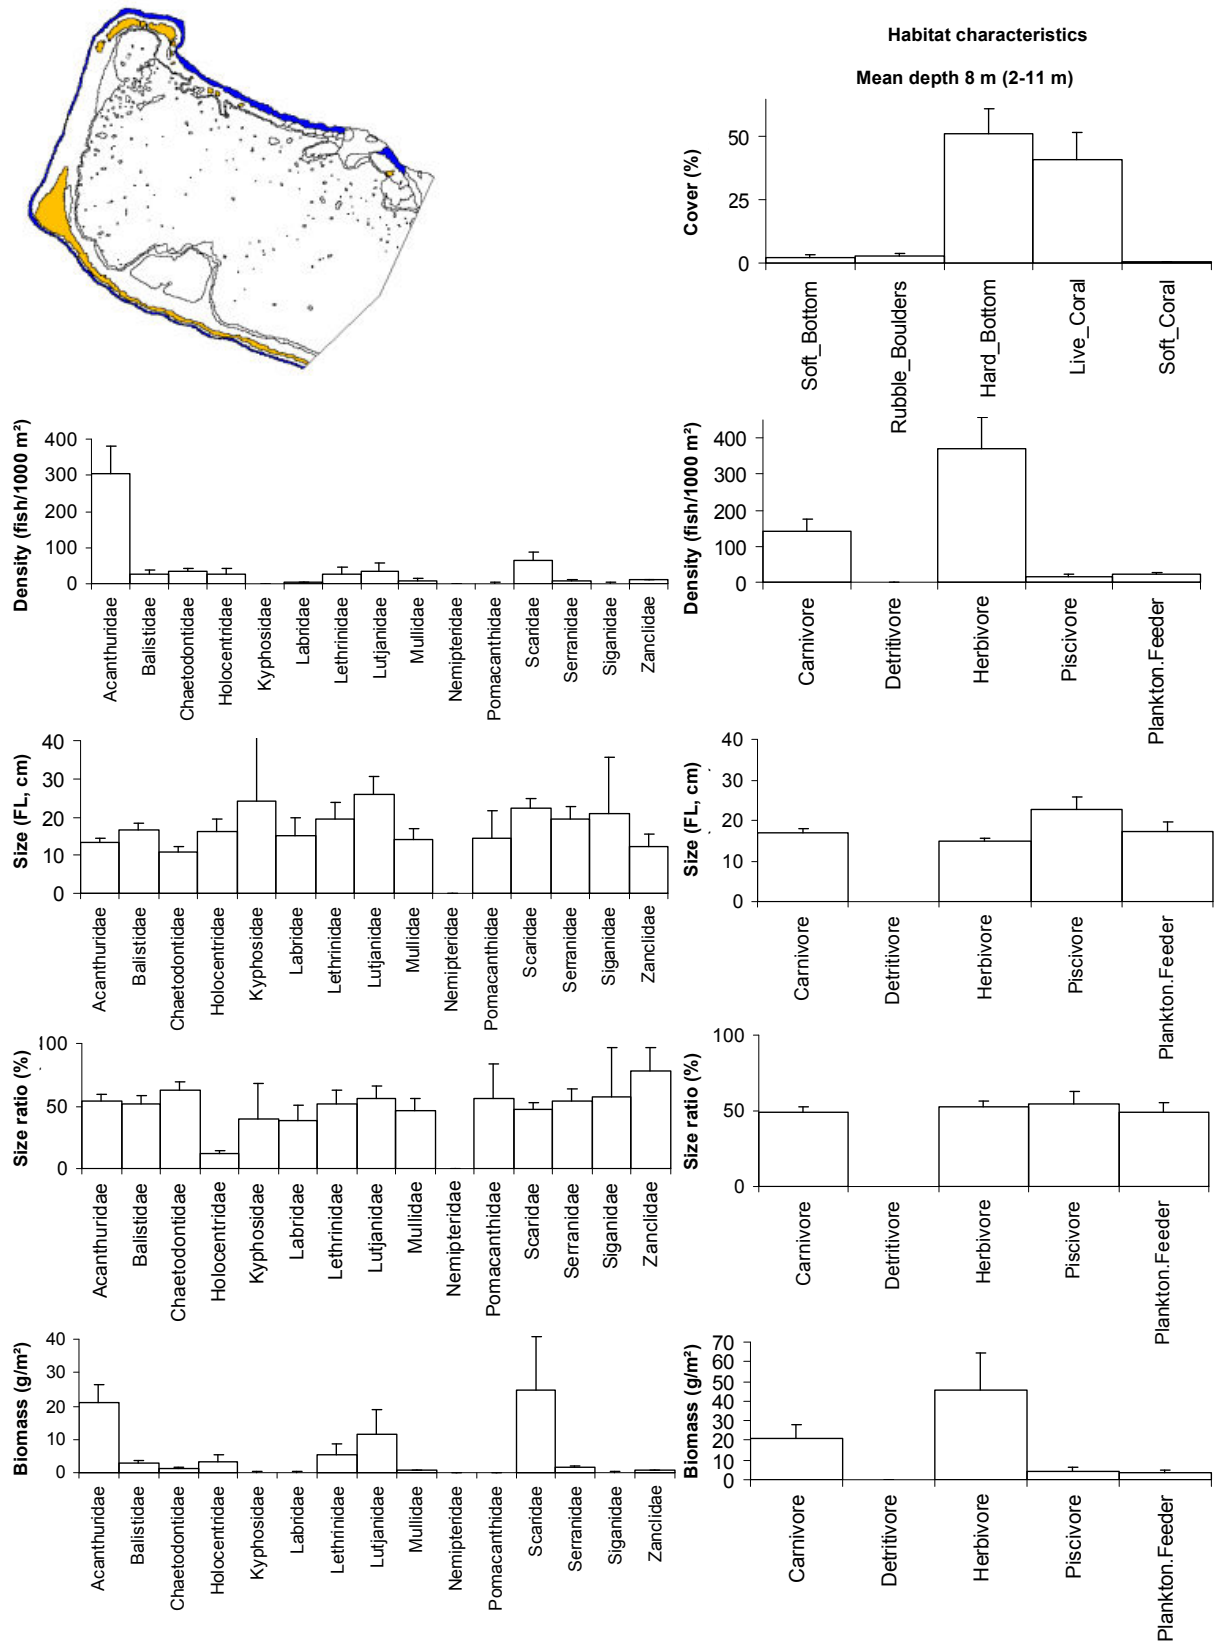 Habitat characteristics
Mean depth 8 m (2-11 m)
Cover (%)
50
25
0
Soft_Bottom
Rubble_Boulders
Hard_Bottom
Live_Coral
Soft_Coral
Density (fish/1000 m²)
400
300
200
100
0
Acanthuridae
Balistidae
Chaetodontidae
Holocentridae
Kyphosidae
Labridae
Lethrinidae
Lutjanidae
Mullidae
Nemipteridae
Pomacanthidae
Scaridae
Serranidae
Siganidae
Zanclidae
Density (fish/1000 m²)
400
300
200
100
0
Carnivore
Detritivore
Herbivore
Piscivore
Plankton.Feeder
Size (FL, cm)
40
30
20
10
0
Acanthuridae
Balistidae
Chaetodontidae
Holocentridae
Kyphosidae
Labridae
Lethrinidae
Lutjanidae
Mullidae
Nemipteridae
Pomacanthidae
Scaridae
Serranidae
Siganidae
Zanclidae
Size (FL, cm)
40
30
20
10
0
Carnivore
Detritivore
Herbivore
Piscivore
Plankton.Feeder
Size ratio (%)
100
50
0
Acanthuridae
Balistidae
Chaetodontidae
Holocentridae
Kyphosidae
Labridae
Lethrinidae
Lutjanidae
Mullidae
Nemipteridae
Pomacanthidae
Scaridae
Serranidae
Siganidae
Zanclidae
Size ratio (%)
100
50
0
Carnivore
Detritivore
Herbivore
Piscivore
Plankton.Feeder
Biomass (g/m²)
40
30
20
10
0
Acanthuridae
Balistidae
Chaetodontidae
Holocentridae
Kyphosidae
Labridae
Lethrinidae
Lutjanidae
Mullidae
Nemipteridae
Pomacanthidae
Scaridae
Serranidae
Siganidae
Zanclidae
Biomass (g/m²)
70
60
50
40
30
20
10
0
Carnivore
Detritivore
Herbivore
Piscivore
Plankton.Feeder